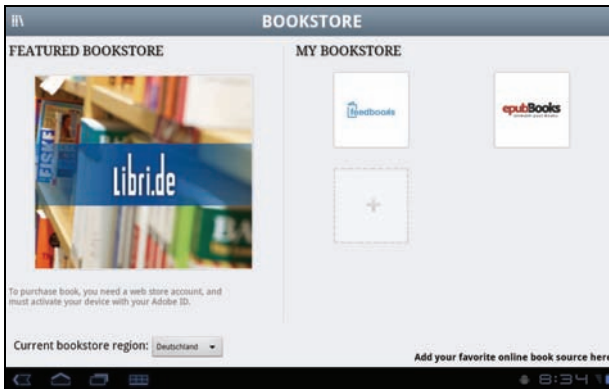 BOOKSTORE
FEATURED BOOKSTORE
Libri.de
To purchase book, you need a web store account, and
must activate your device with your Adobe ID.
Current bookstore region: Deutschland
MY BOOKSTORE
feedbooks
epubBooks
+
Add your favorite online book source here
8:34